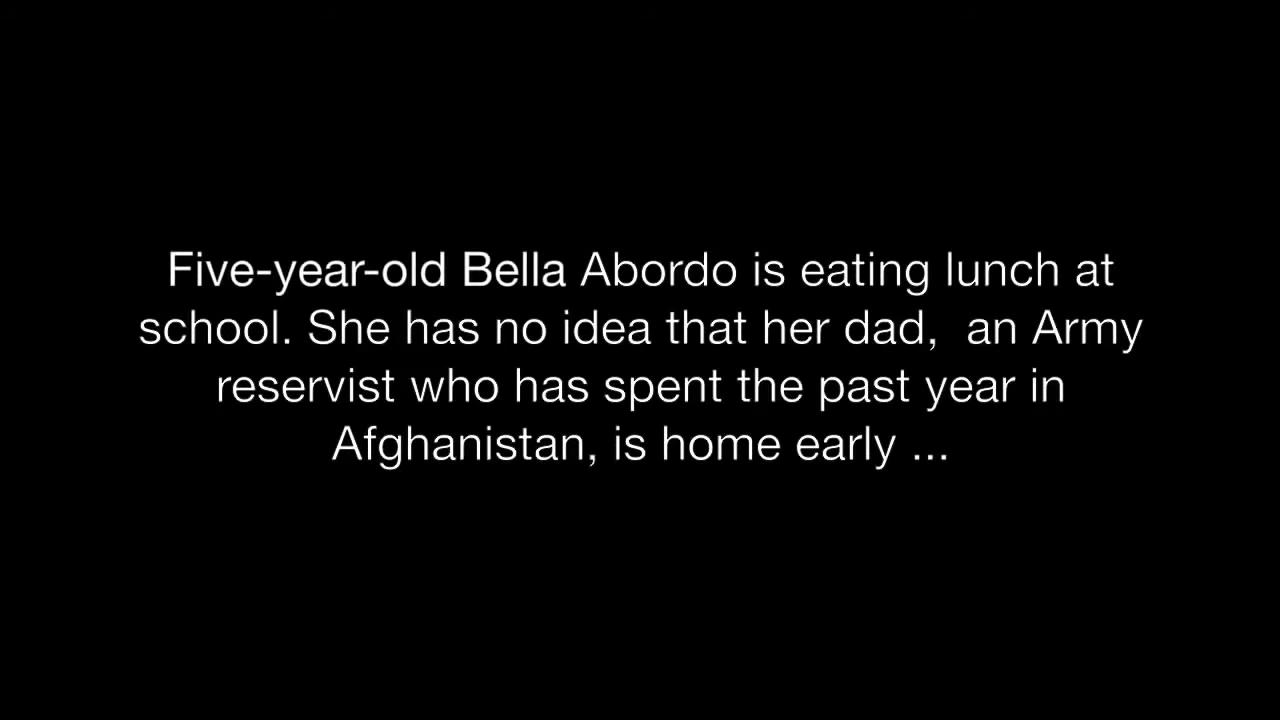 Five-year-old Bella Abordo is eating lunch at
school. She has no idea that her dad,  an Army
reservist who has spent the past year in
Afghanistan, is home early ...